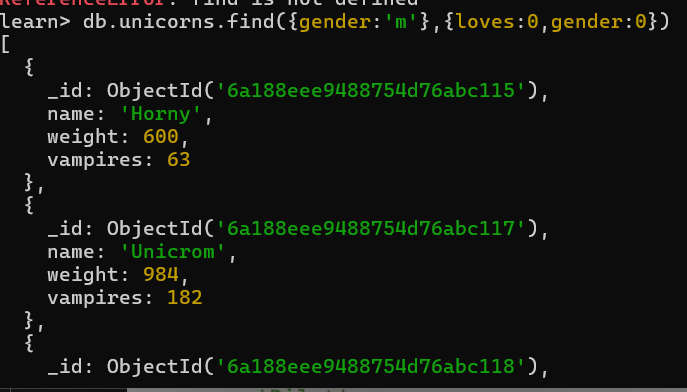 ReferenceError: find is not defined
learn> db.unicorns.find({gender:'m'},{loves:0,gender:0})
[
  {
    _id: ObjectId('6a188eee9488754d76abc115'),
    name: 'Horny',
    weight: 600,
    vampires: 63
  },
  {
    _id: ObjectId('6a188eee9488754d76abc117'),
    name: 'Unicrom',
    weight: 984,
    vampires: 182
  },
  {
    _id: ObjectId('6a188eee9488754d76abc118'),